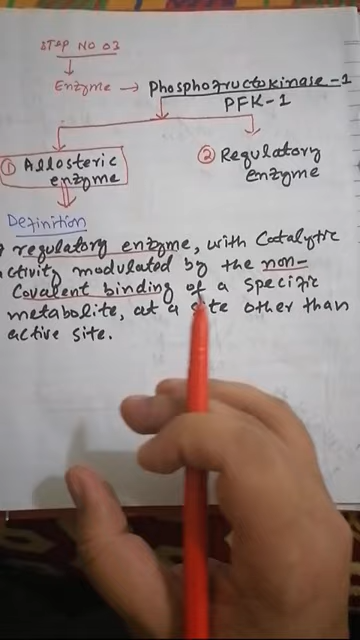 STEP NO 03
Enzyme → Phosphofructokinase-1
PFK-1
① Allosteric
enzyme
② Regulatory
enzyme
Definition
regulatory enzyme, with Catalytic
activity modulated by the non-
Covalent binding of a specific
metabolite, at a site other than
active site.